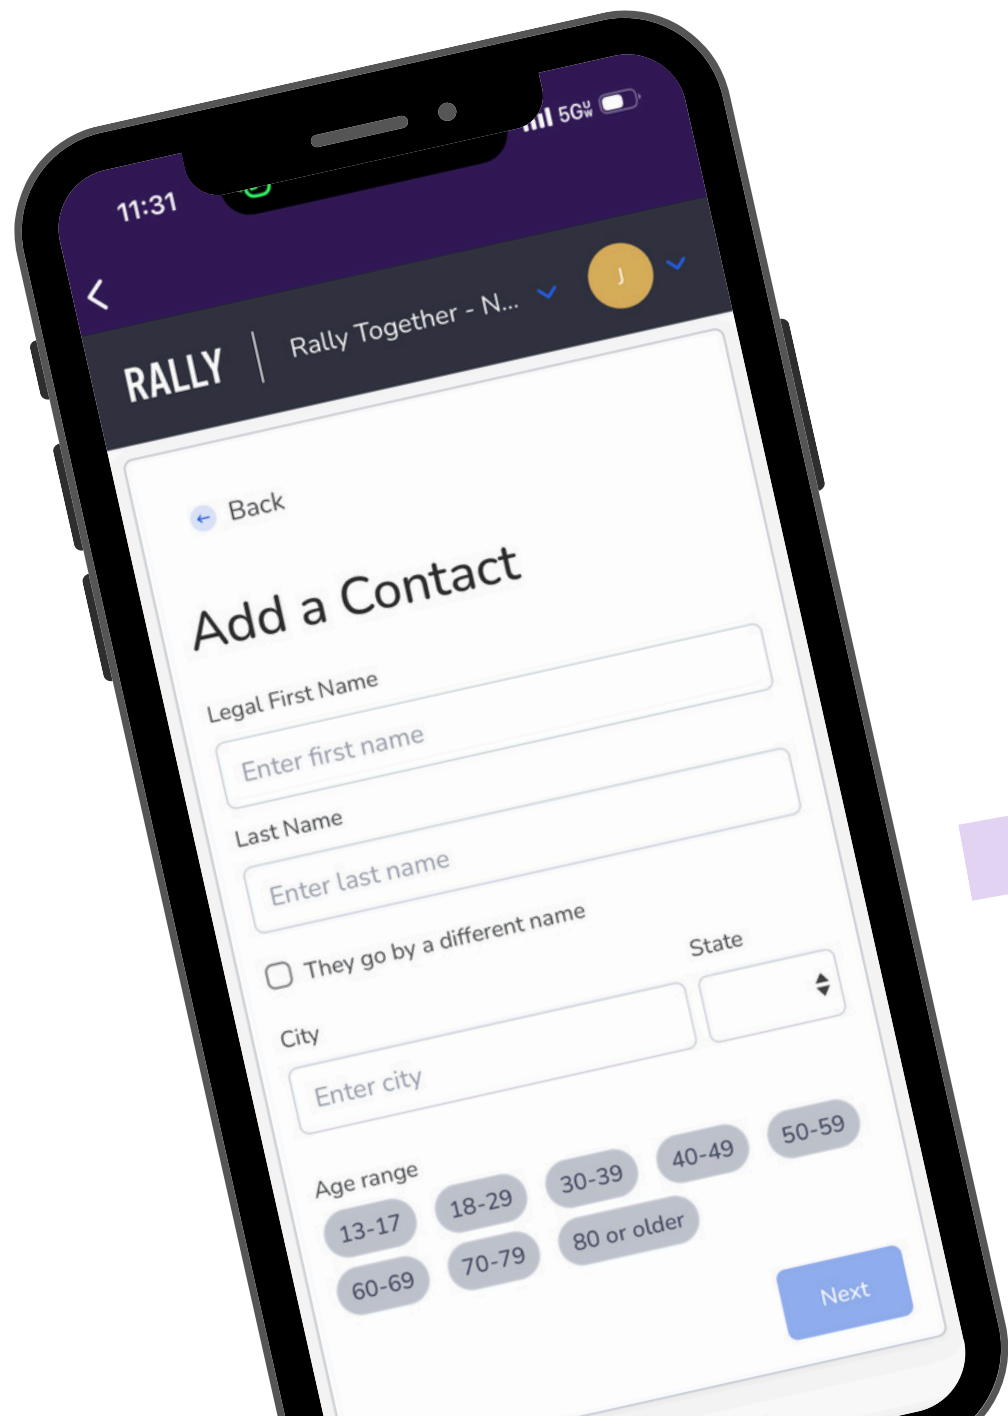 11:31
5G UW
RALLY
Rally Together - N...
J
Back
Add a Contact
Legal First Name
Enter first name
Last Name
Enter last name
They go by a different name
City
State
Enter city
Age range
13-17
18-29
30-39
40-49
50-59
60-69
70-79
80 or older
Next